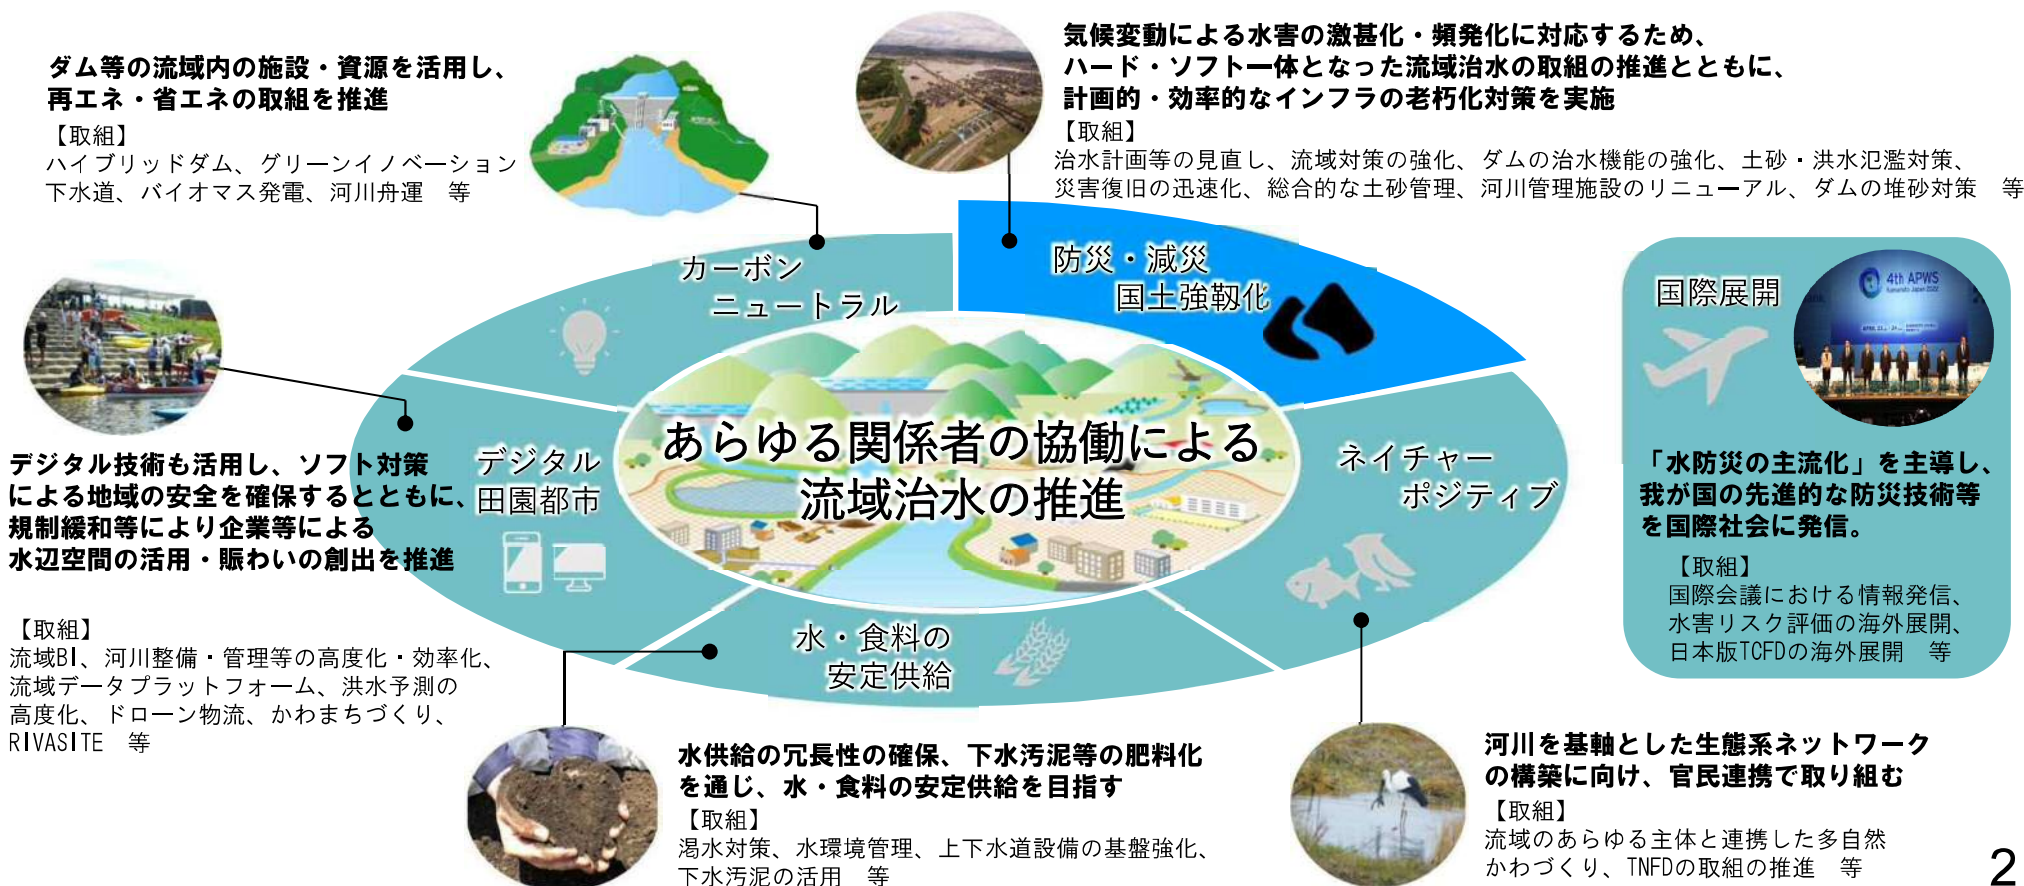 ダム等の流域内の施設・資源を活用し、
再エネ・省エネの取組を推進
【取組】
ハイブリッドダム、グリーンイノベーション
下水道、バイオマス発電、河川舟運　等
気候変動による水害の激甚化・頻発化に対応するため、
ハード・ソフト一体となった流域治水の取組の推進とともに、
計画的・効率的なインフラの老朽化対策を実施
【取組】
治水計画等の見直し、流域対策の強化、ダムの治水機能の強化、土砂・洪水氾濫対策、
災害復旧の迅速化、総合的な土砂管理、河川管理施設のリニューアル、ダムの堆砂対策　等
カーボン
ニュートラル
防災・減災
国土強靱化
国際展開
4th APWS
Kumamoto Japan 2022
「水防災の主流化」を主導し、
我が国の先進的な防災技術等
を国際社会に発信。
【取組】
国際会議における情報発信、
水害リスク評価の海外展開、
日本版TCFDの海外展開　等
あらゆる関係者の協働による
流域治水の推進
デジタル
田園都市
ネイチャー
ポジティブ
水・食料の
安定供給
デジタル技術も活用し、ソフト対策
による地域の安全を確保するとともに、
規制緩和等により企業等による
水辺空間の活用・賑わいの創出を推進
【取組】
流域BI、河川整備・管理等の高度化・効率化、
流域データプラットフォーム、洪水予測の
高度化、ドローン物流、かわまちづくり、
RIVASITE　等
水供給の冗長性の確保、下水汚泥等の肥料化
を通じ、水・食料の安定供給を目指す
【取組】
渇水対策、水環境管理、上下水道設備の基盤強化、
下水汚泥の活用　等
河川を基軸とした生態系ネットワーク
の構築に向け、官民連携で取り組む
【取組】
流域のあらゆる主体と連携した多自然
かわづくり、TNFDの取組の推進　等
2